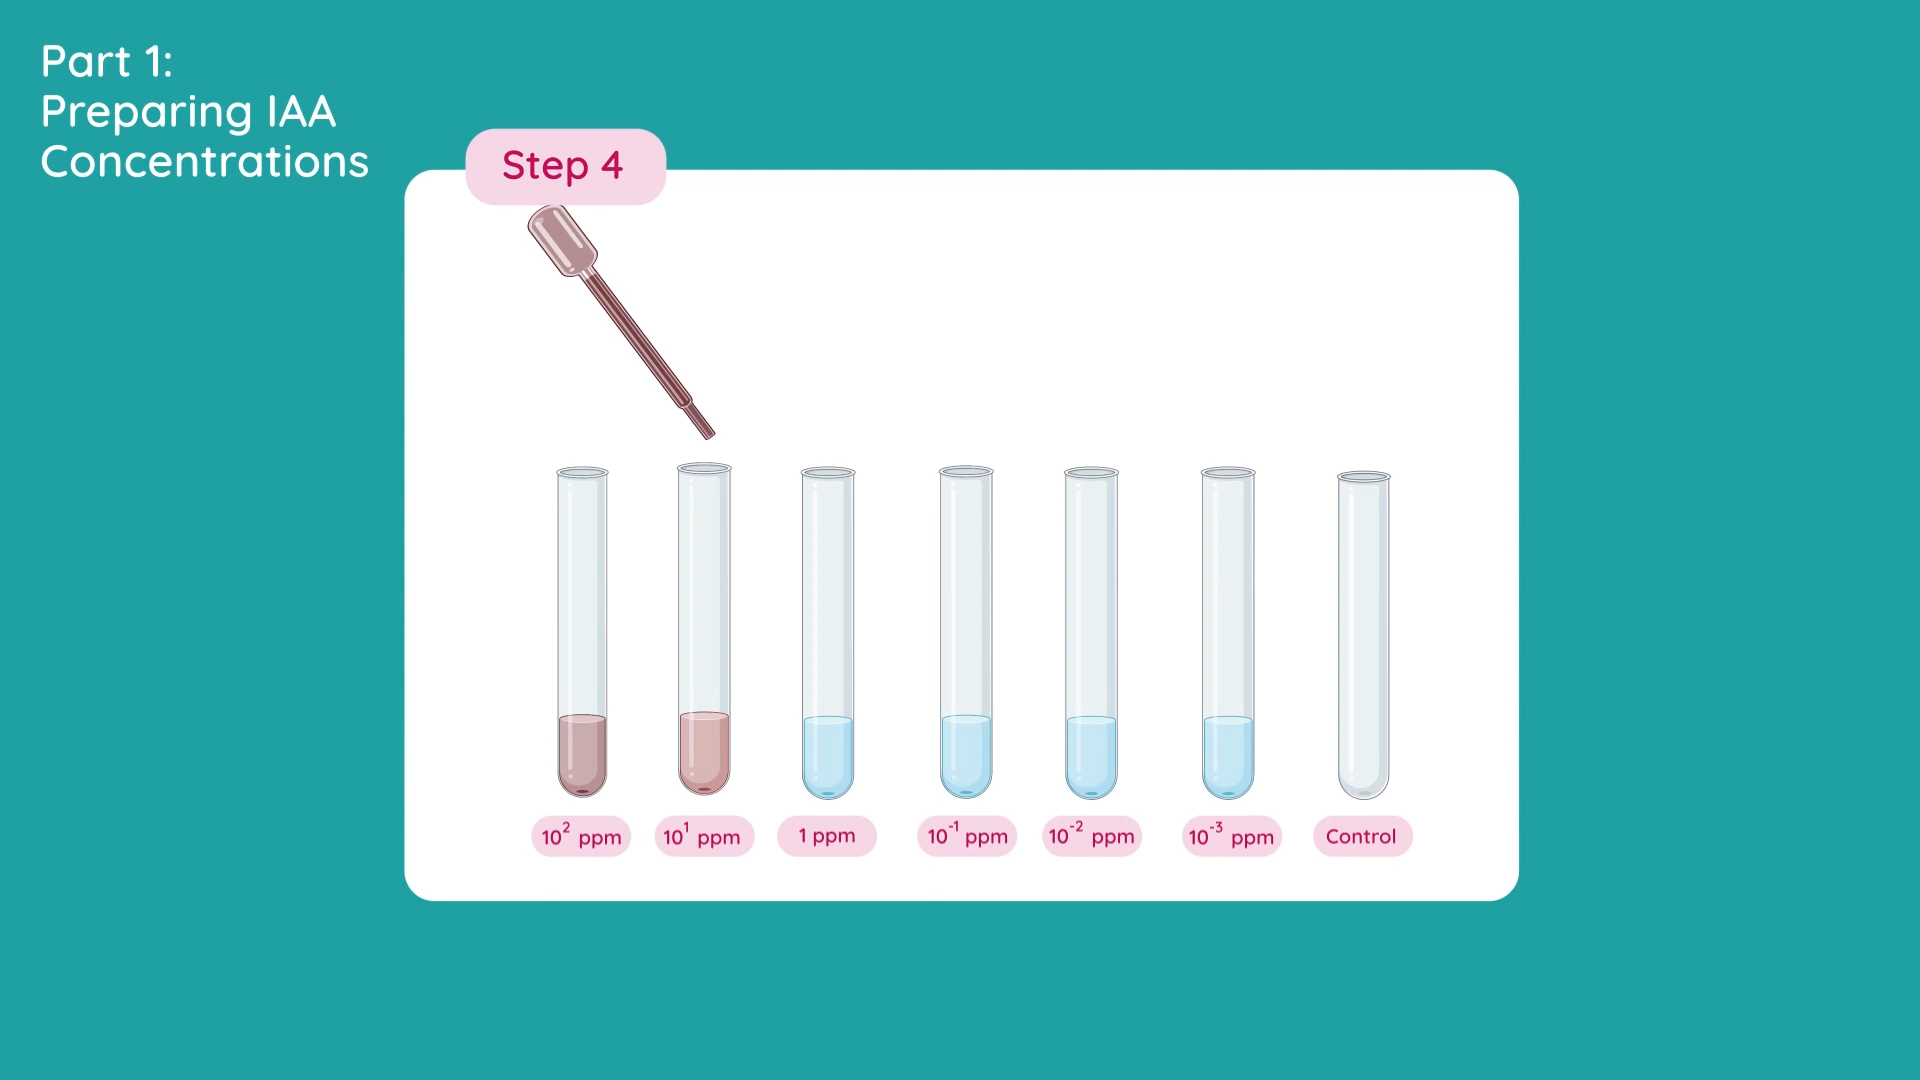 Part 1:
Preparing IAA
Concentrations
Step 4
10² ppm
10¹ ppm
1 ppm
10⁻¹ ppm
10⁻² ppm
10⁻³ ppm
Control